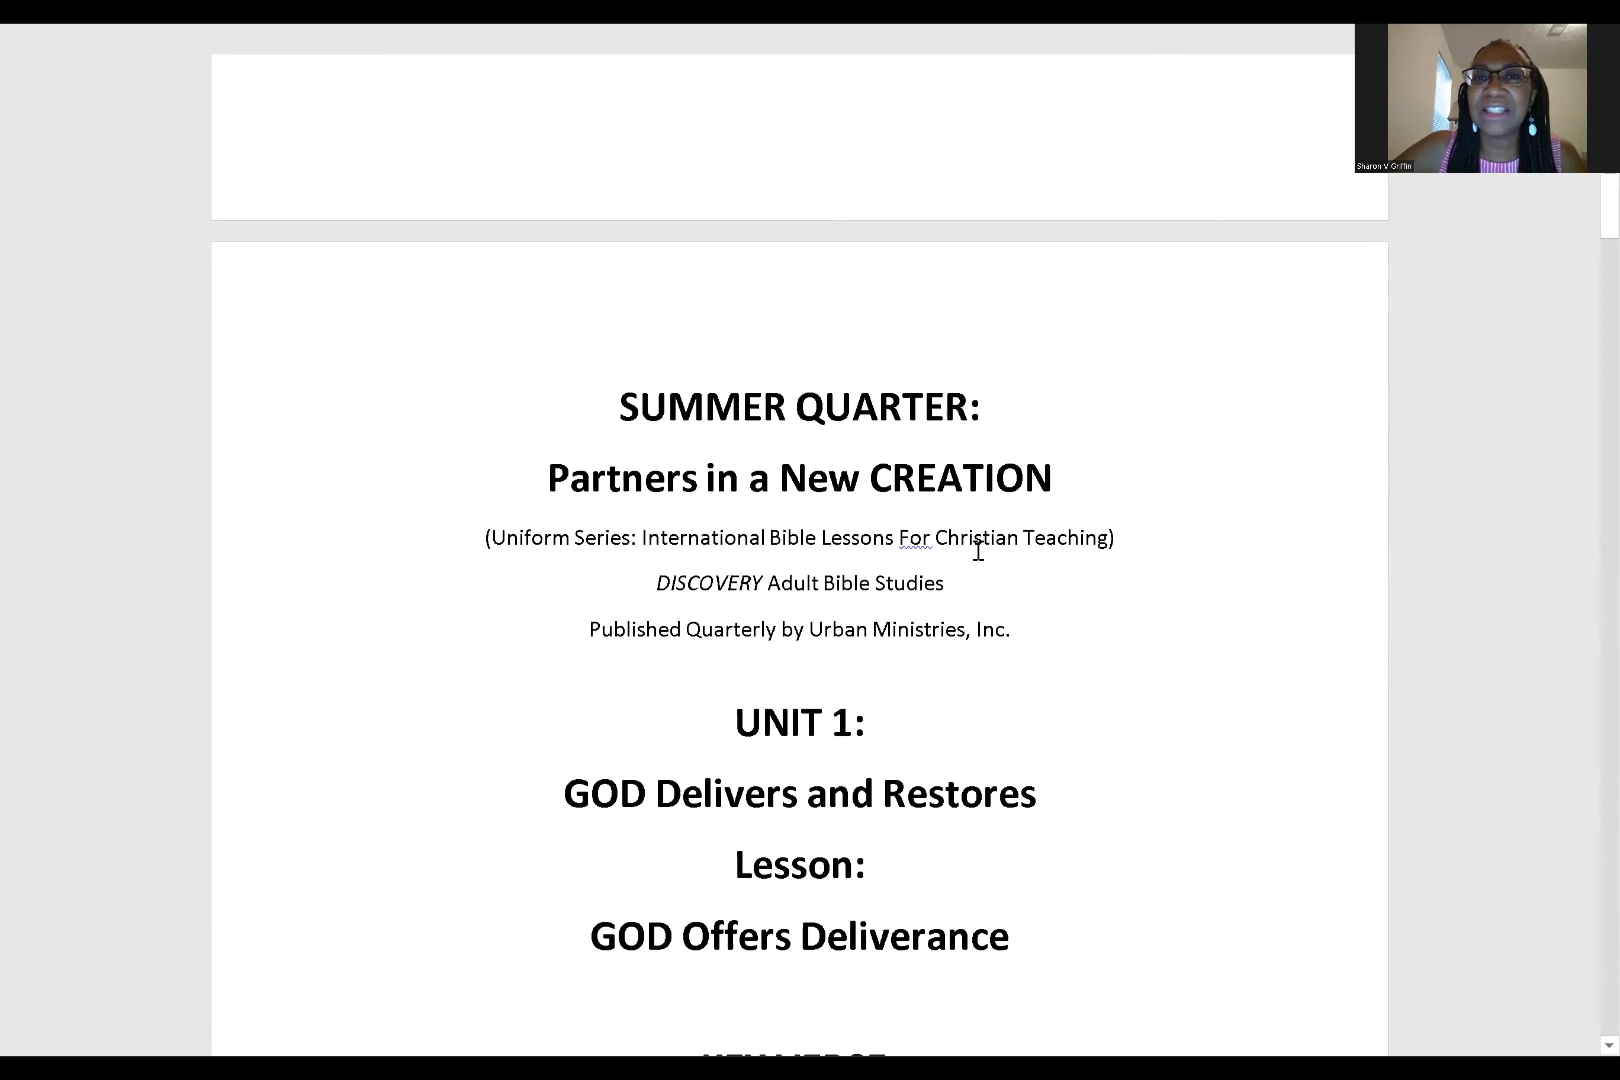 Sharon V Griffin
SUMMER QUARTER:
Partners in a New CREATION
(Uniform Series: International Bible Lessons For Christian Teaching)
DISCOVERY Adult Bible Studies
Published Quarterly by Urban Ministries, Inc.
UNIT 1:
GOD Delivers and Restores
Lesson:
GOD Offers Deliverance